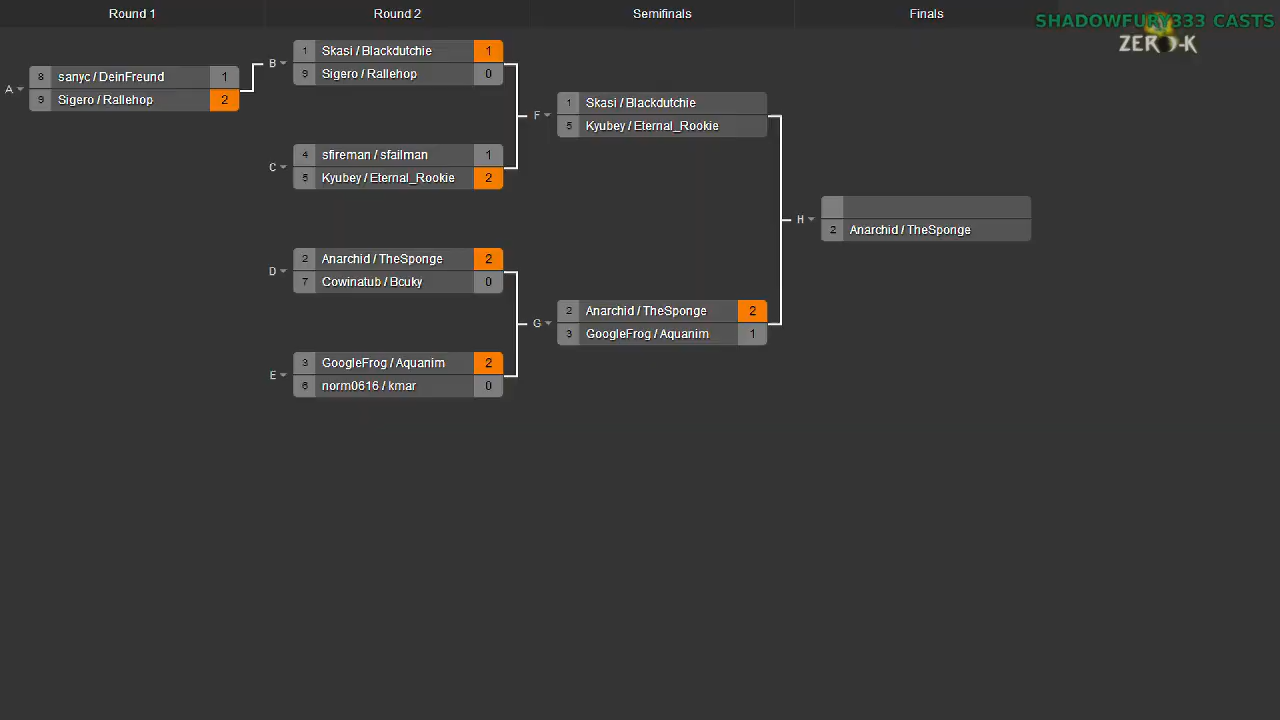 Round 1
Round 2
Semifinals
Finals
SHADOWFURY333 CASTS
ZERO-K
A
8 sanyc / DeinFreund 1
9 Sigero / Rallehop 2
B
1 Skasi / Blackdutchie 1
9 Sigero / Rallehop 0
C
4 sfireman / sfailman 1
5 Kyubey / Eternal_Rookie 2
D
2 Anarchid / TheSponge 2
7 Cowinatub / Bcuky 0
E
3 GoogleFrog / Aquanim 2
6 norm0616 / kmar 0
F
1 Skasi / Blackdutchie
5 Kyubey / Eternal_Rookie
G
2 Anarchid / TheSponge 2
3 GoogleFrog / Aquanim 1
H
2 Anarchid / TheSponge